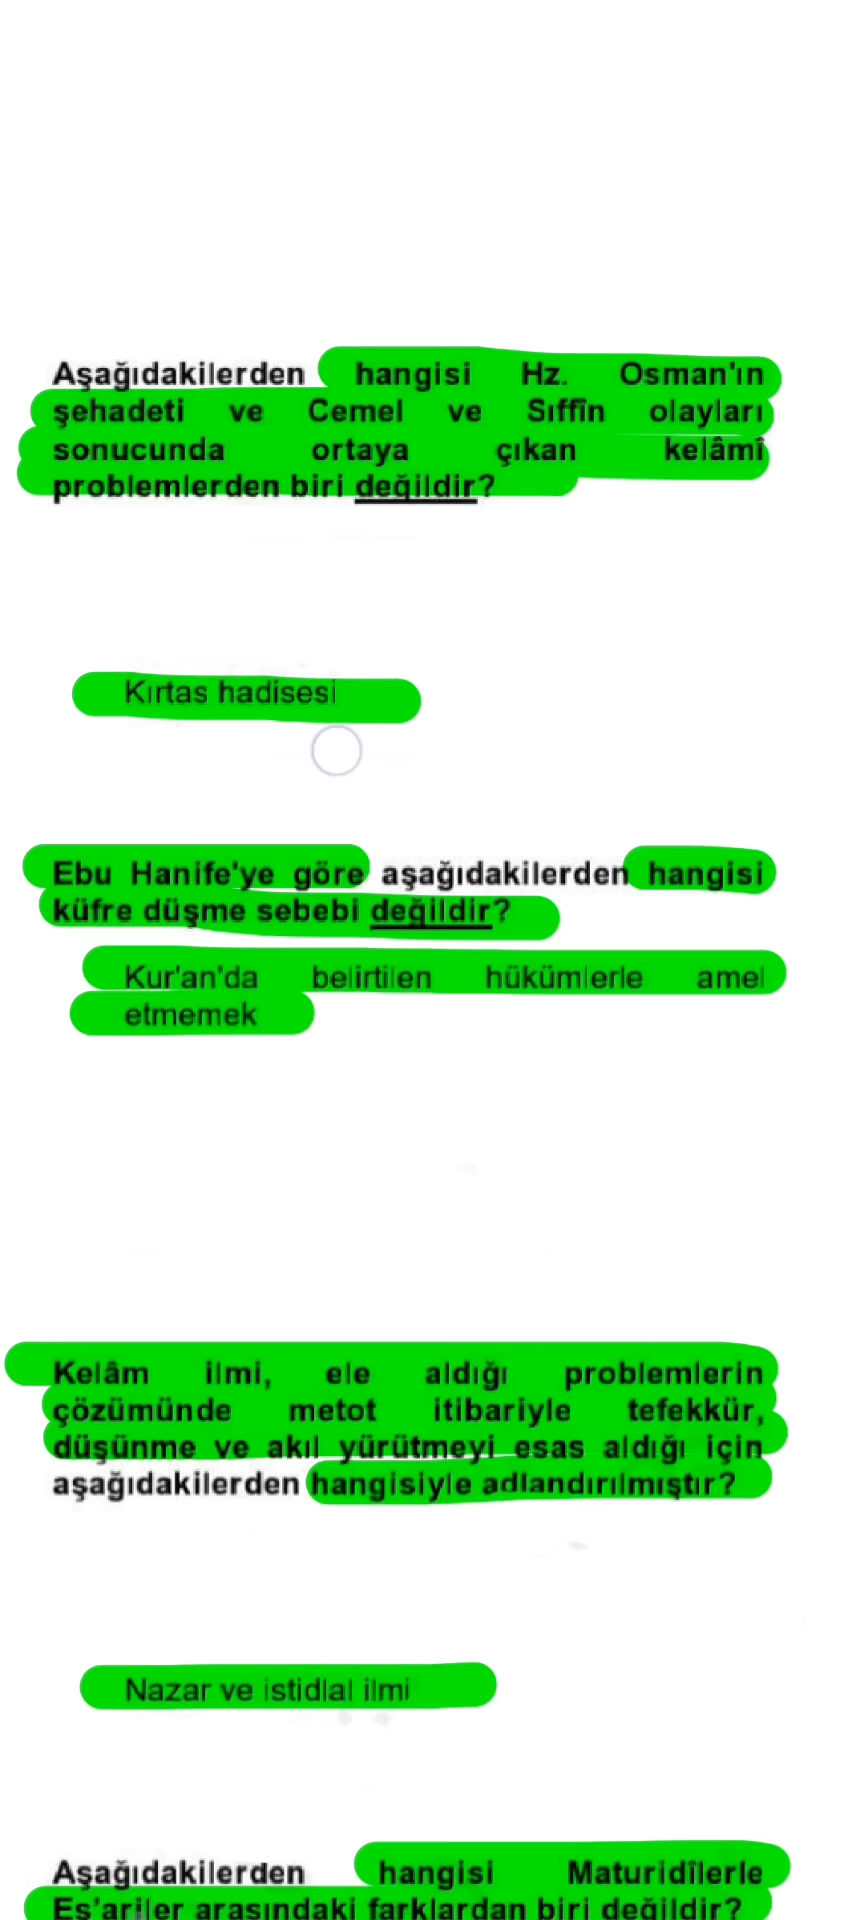 Aşağıdakilerden hangisi Hz. Osman'ın
şehadeti ve Cemel ve Sıffîn olayları
sonucunda ortaya çıkan kelâmî
problemlerden biri değildir?
Kırtas hadisesi
Ebu Hanife'ye göre aşağıdakilerden hangisi
küfre düşme sebebi değildir?
Kur'an'da belirtilen hükümlerle amel
etmemek
Kelâm ilmi, ele aldığı problemlerin
çözümünde metot itibariyle tefekkür,
düşünme ve akıl yürütmeyi esas aldığı için
aşağıdakilerden hangisiyle adlandırılmıştır?
Nazar ve istidlal ilmi
Aşağıdakilerden hangisi Maturidîlerle
Eş'ariler arasındaki farklardan biri değildir?